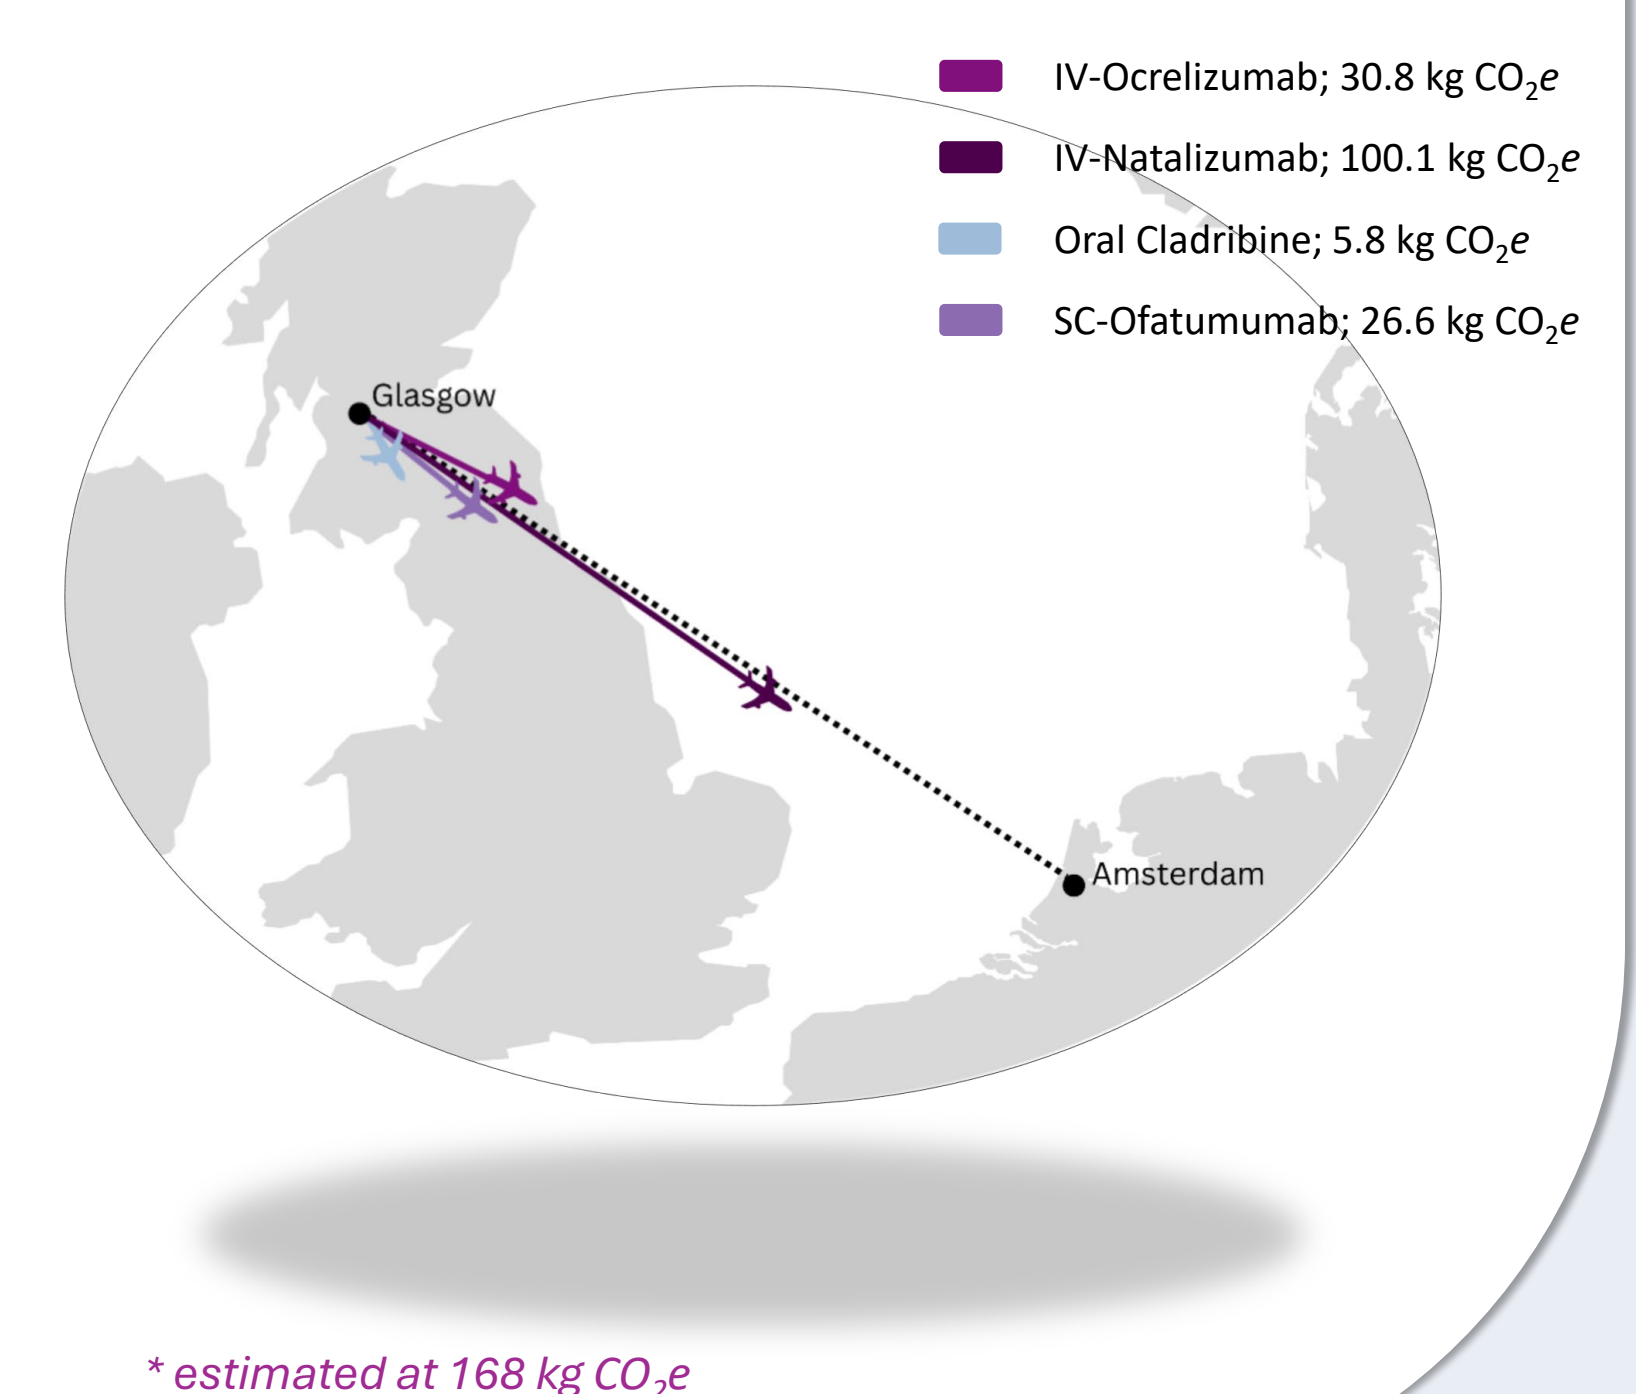 IV-Ocrelizumab; 30.8 kg CO₂e
IV-Natalizumab; 100.1 kg CO₂e
Oral Cladribine; 5.8 kg CO₂e
SC-Ofatumumab; 26.6 kg CO₂e
Glasgow
Amsterdam
* estimated at 168 kg CO₂e